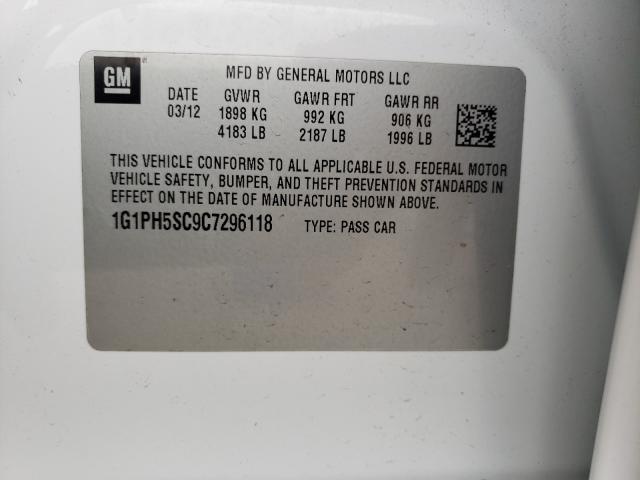 GM
MFD BY GENERAL MOTORS LLC
DATE GVWR GAWR FRT GAWR RR
03/12 1898 KG 992 KG 906 KG
4183 LB 2187 LB 1996 LB
THIS VEHICLE CONFORMS TO ALL APPLICABLE U.S. FEDERAL MOTOR
VEHICLE SAFETY, BUMPER, AND THEFT PREVENTION STANDARDS IN
EFFECT ON THE DATE OF MANUFACTURE SHOWN ABOVE.
1G1PH5SC9C7296118 TYPE: PASS CAR